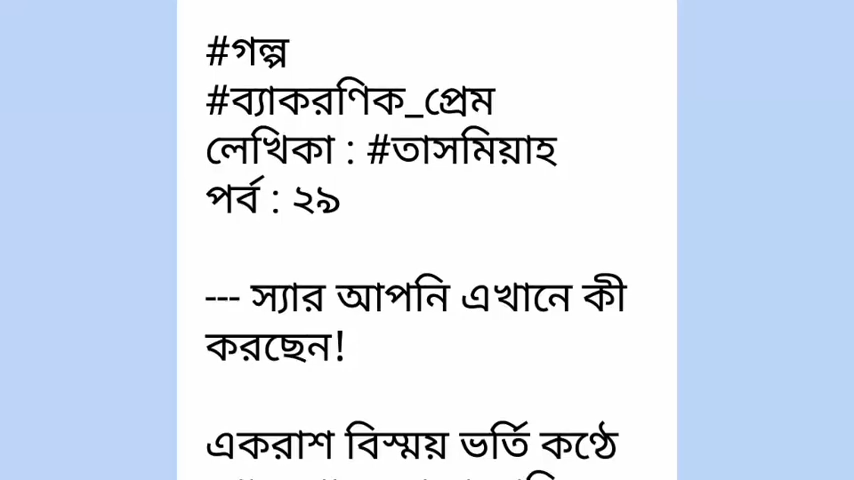 #গল্প
#ব্যাকরণিক_প্রেম
লেখিকা : #তাসমিয়াহ
পর্ব : ২৯
--- স্যার আপনি এখানে কী
করছেন!
একরাশ বিস্ময় ভর্তি কণ্ঠে